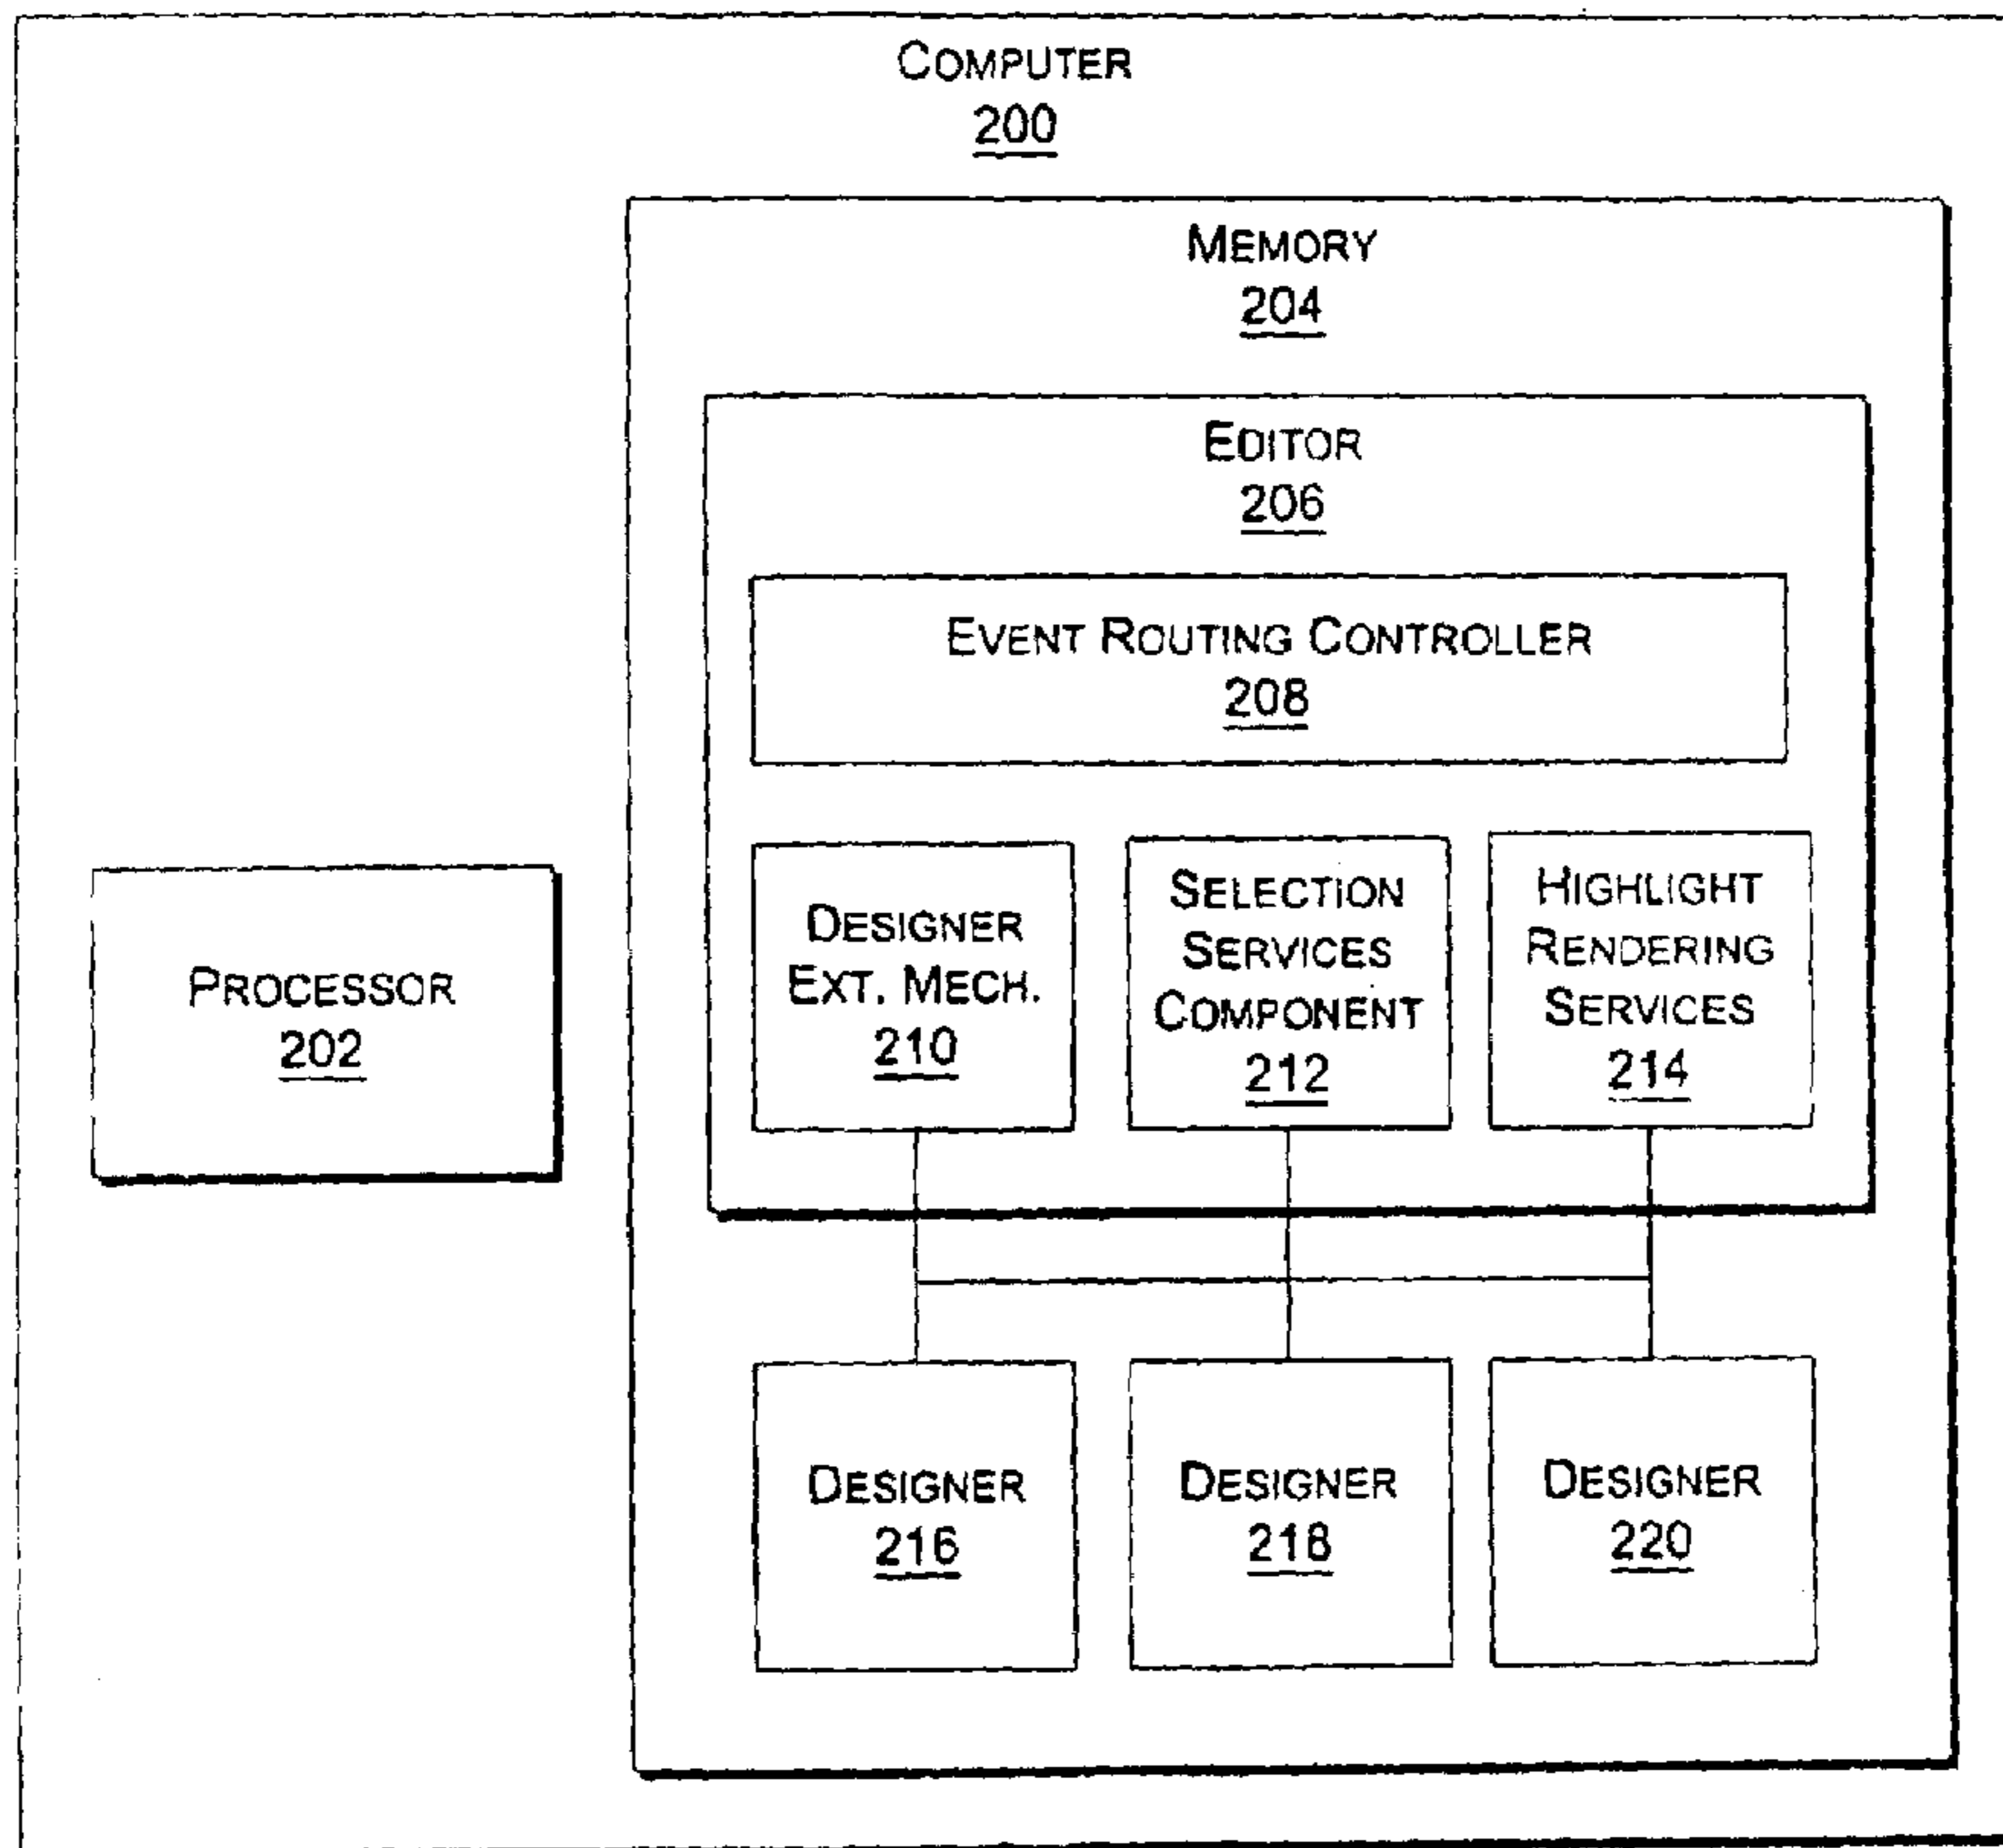 COMPUTER
200
MEMORY
204
EDITOR
206
EVENT ROUTING CONTROLLER
208
PROCESSOR
202
DESIGNER
EXT. MECH.
210
SELECTION
SERVICES
COMPONENT
212
HIGHLIGHT
RENDERING
SERVICES
214
DESIGNER
216
DESIGNER
218
DESIGNER
220